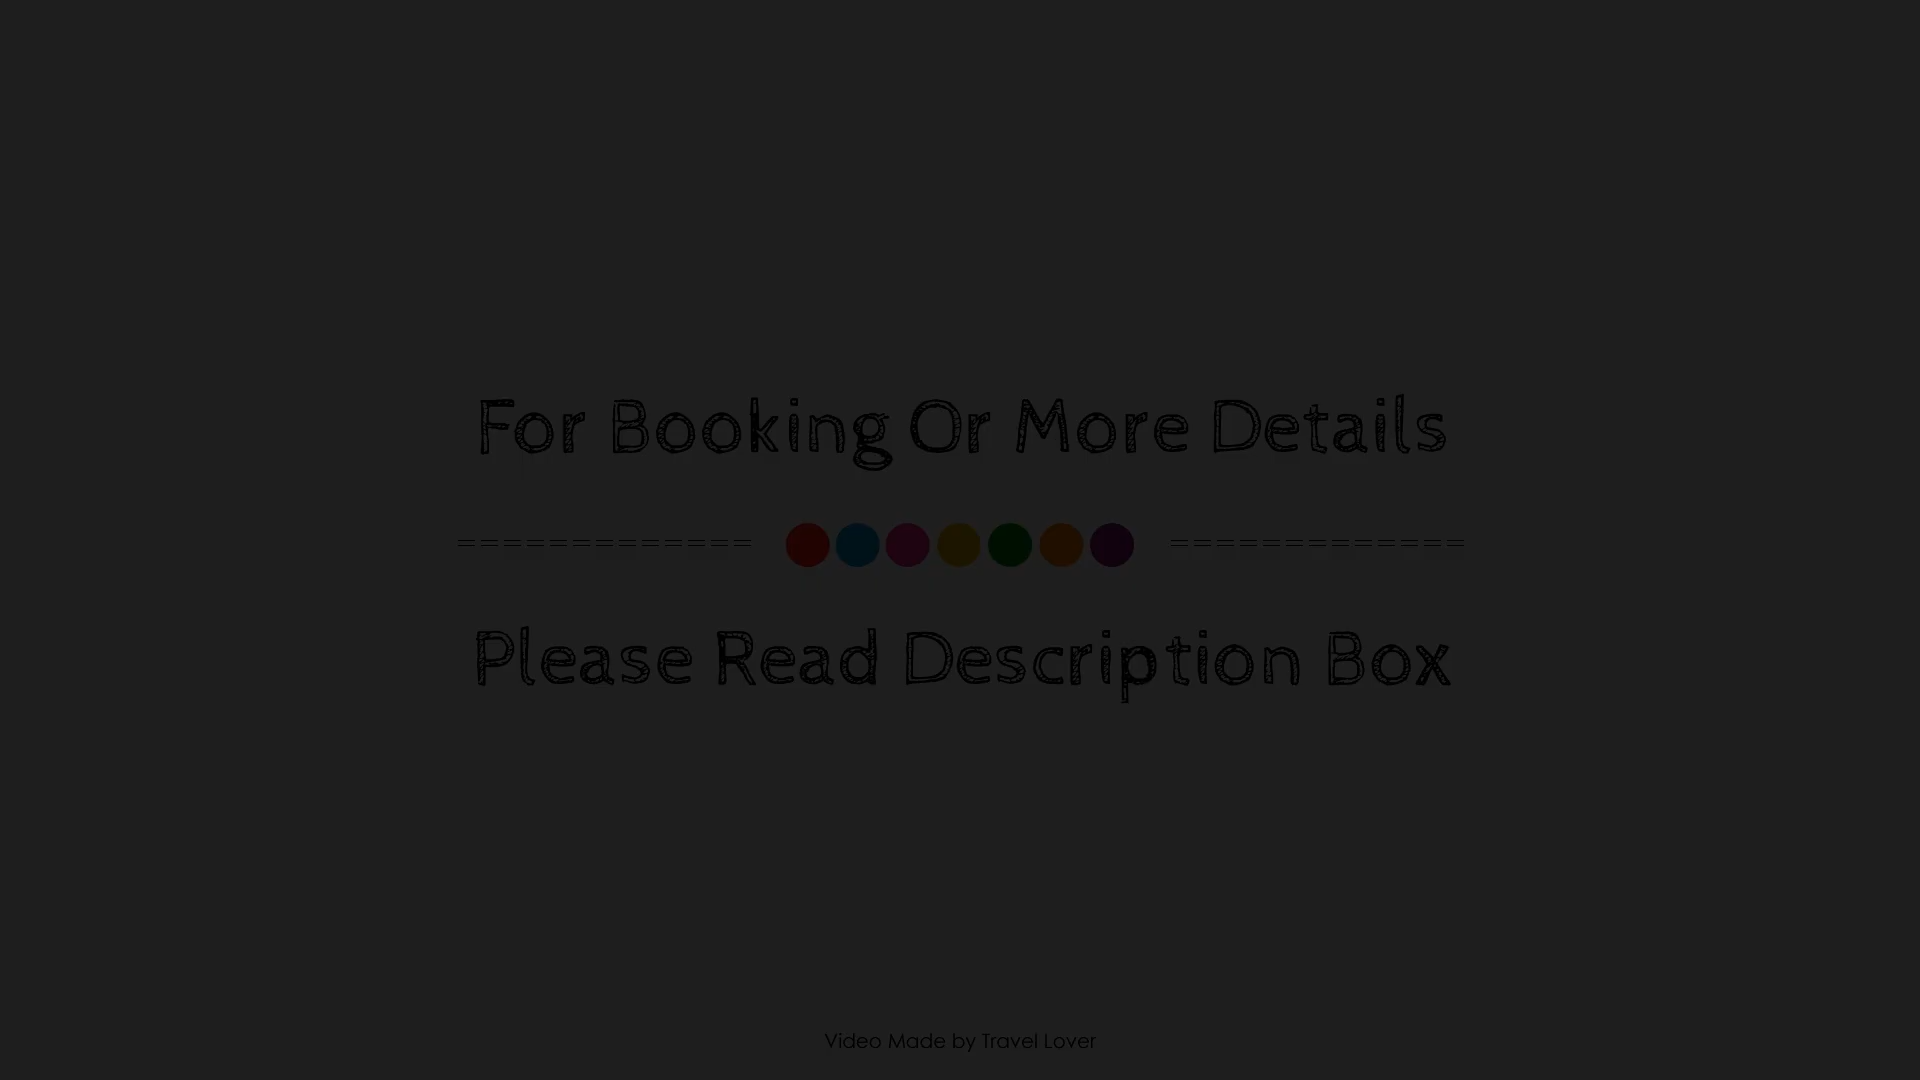 For Booking Or More Details
============= =============
Please Read Description Box
Video Made by Travel Lover